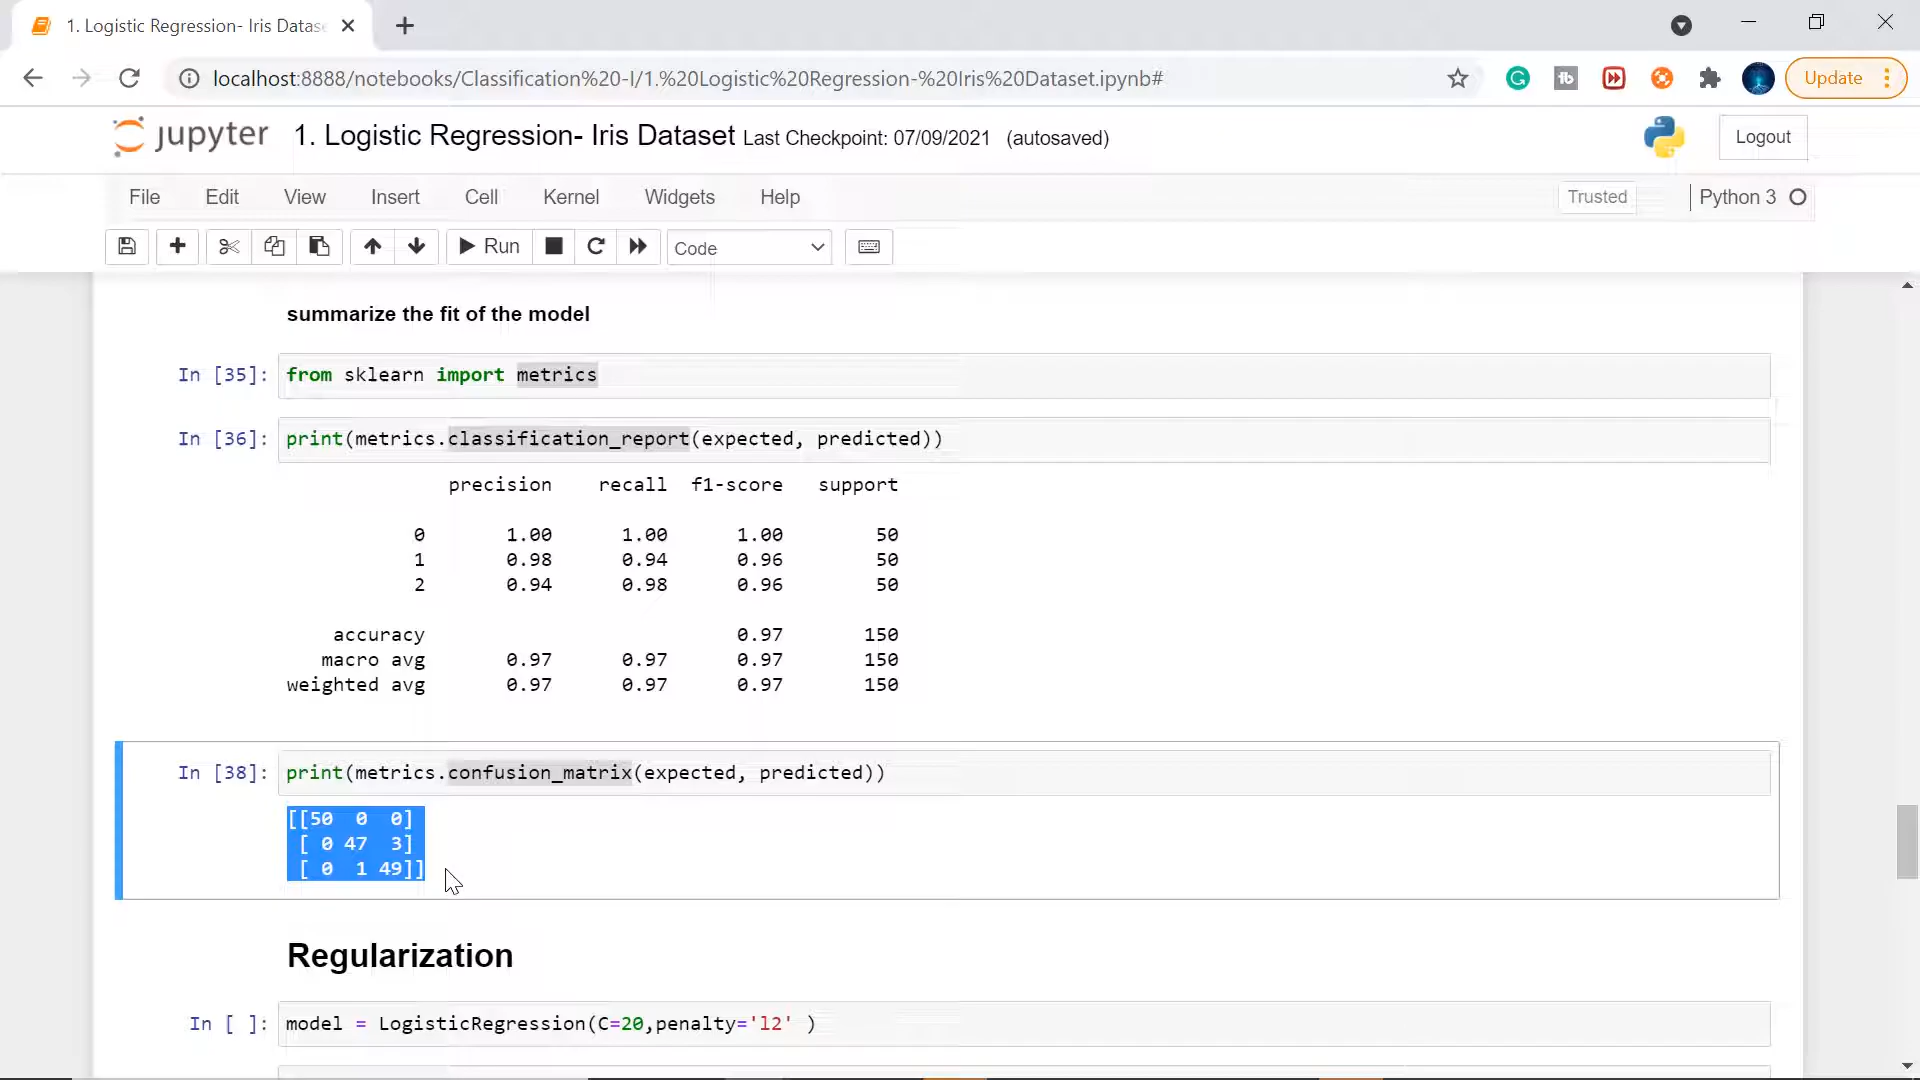 1. Logistic Regression- Iris Datas
localhost:8888/notebooks/Classification%20-I/1.%20Logistic%20Regression-%20Iris%20Dataset.ipynb#
Update
jupyter 1. Logistic Regression- Iris Dataset Last Checkpoint: 07/09/2021 (autosaved)
Logout
File Edit View Insert Cell Kernel Widgets Help Trusted Python 3
Run Code
summarize the fit of the model
In [35]: from sklearn import metrics
In [36]: print(metrics.classification_report(expected, predicted))
precision recall f1-score support
0 1.00 1.00 1.00 50
1 0.98 0.94 0.96 50
2 0.94 0.98 0.96 50
accuracy 0.97 150
macro avg 0.97 0.97 0.97 150
weighted avg 0.97 0.97 0.97 150
In [38]: print(metrics.confusion_matrix(expected, predicted))
[[50 0 0]
[ 0 47 3]
[ 0 1 49]]
Regularization
In [ ]: model = LogisticRegression(C=20,penalty='l2' )